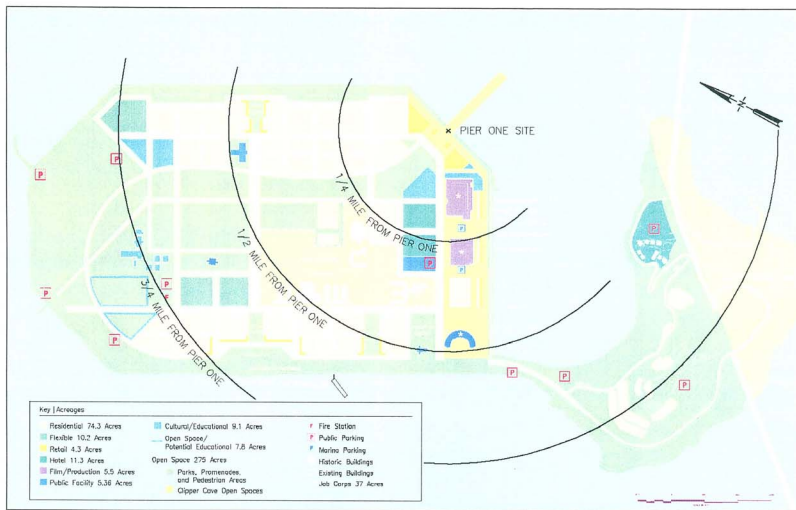 PIER ONE SITE
1/4 MILE FROM PIER ONE
1/2 MILE FROM PIER ONE
3/4 MILE FROM PIER ONE
P
P
P
P
P
P
P
P
P
P
Key | Acreages
Residential 74.3 Acres
Flexible 10.2 Acres
Retail 4.3 Acres
Hotel 11.3 Acres
Film/Production 5.5 Acres
Public Facility 5.36 Acres
Cultural/Educational 9.1 Acres
Open Space/
Potential Educational 7.8 Acres
Open Space 275 Acres
Parks, Promenades,
and Pedestrian Areas
Clipper Cove Open Spaces
F Fire Station
P Public Parking
P Marina Parking
Historic Buildings
Existing Buildings
Job Corps 37 Acres